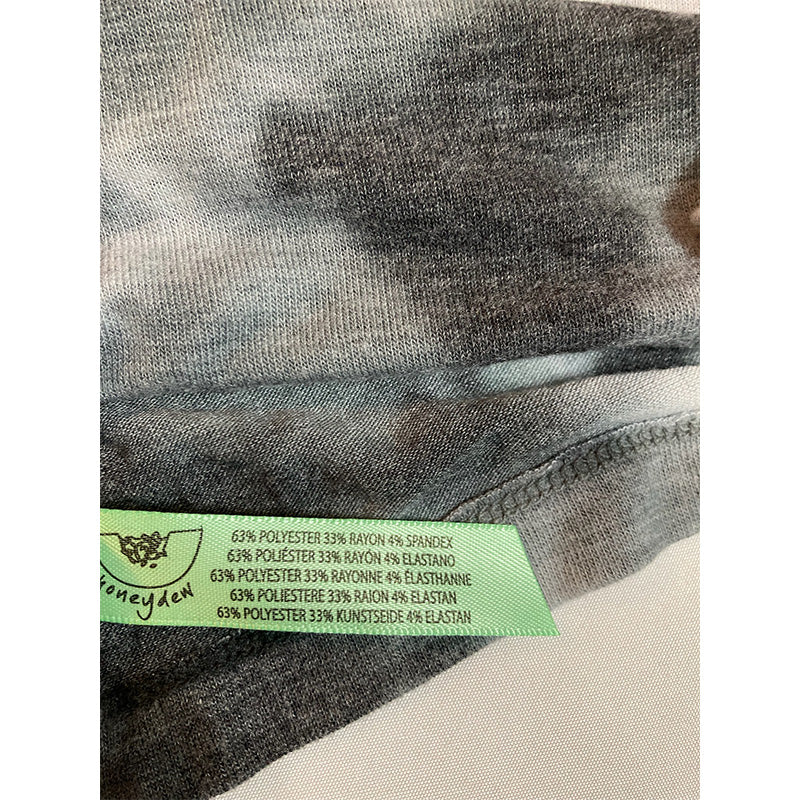 honeydew
63% POLYESTER 33% RAYON 4% SPANDEX
63% POLIÉSTER 33% RAYÓN 4% ELASTANO
63% POLYESTER 33% RAYONNE 4% ÉLASTHANNE
63% POLIESTERE 33% RAION 4% ELASTAN
63% POLYESTER 33% KUNSTSEIDE 4% ELASTAN